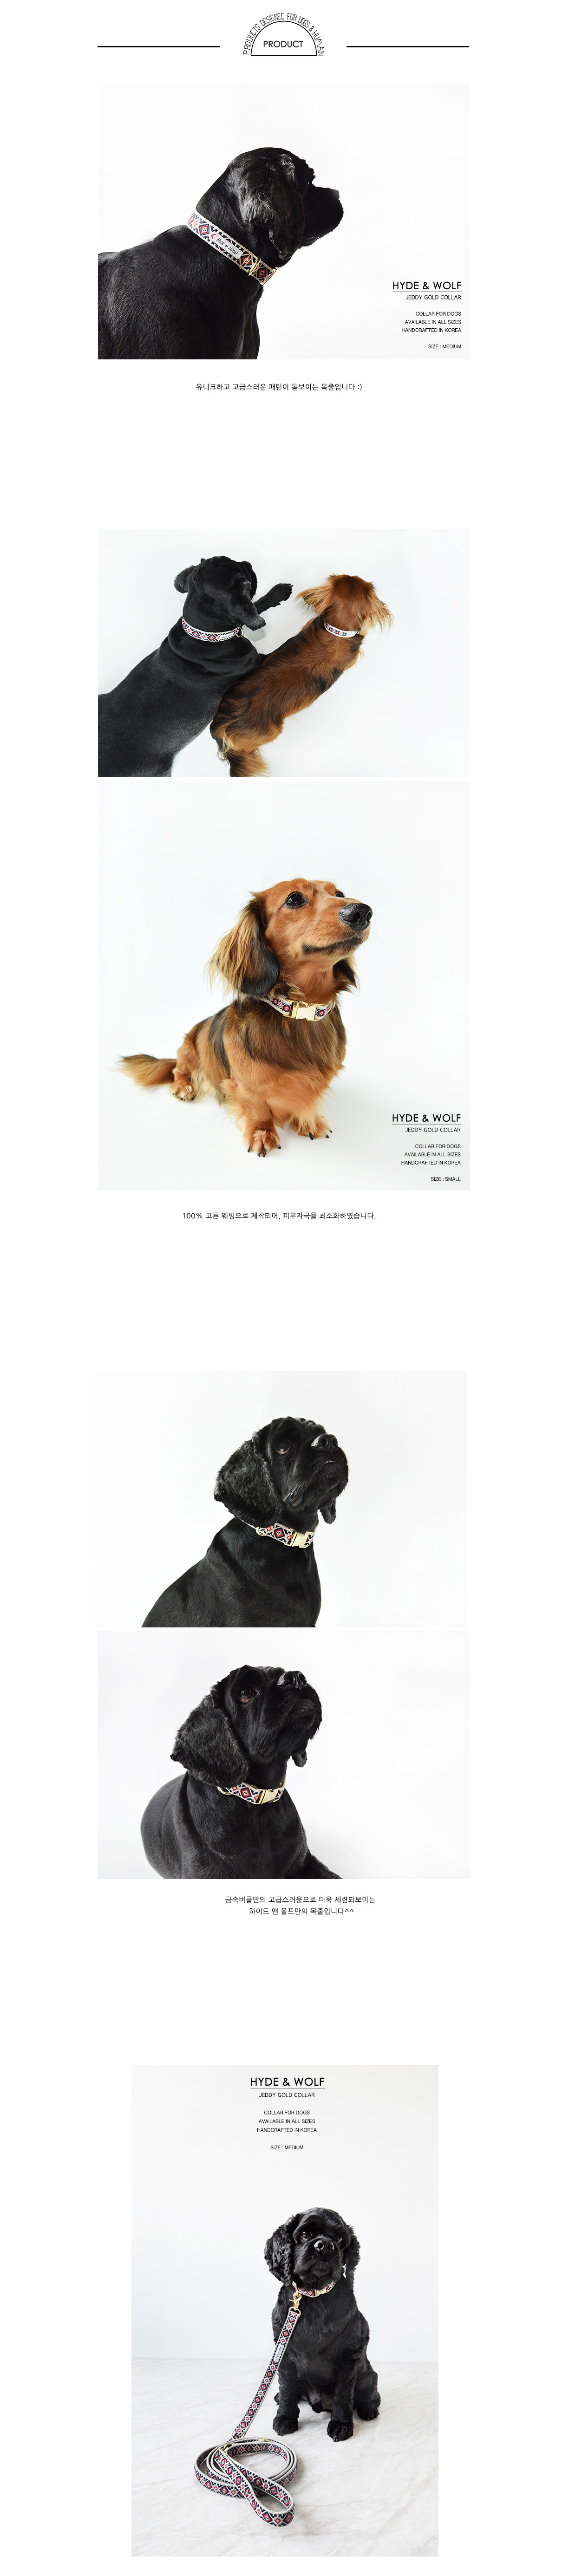 PRODUCTS DESIGNED FOR DOGS & HUMAN
PRODUCT
HYDE & WOLF
JEDDY GOLD COLLAR
COLLAR FOR DOGS
AVAILABLE IN ALL SIZES
HANDCRAFTED IN KOREA
SIZE : MEDIUM
유니크하고 고급스러운 패턴이 돋보이는 목줄입니다 :)
HYDE & WOLF
JEDDY GOLD COLLAR
COLLAR FOR DOGS
AVAILABLE IN ALL SIZES
HANDCRAFTED IN KOREA
SIZE : SMALL
100% 코튼 웨빙으로 제작되어, 피부자극을 최소화하였습니다.
금속버클만의 고급스러움으로 더욱 세련되보이는
하이드 앤 울프만의 목줄입니다^^
HYDE & WOLF
JEDDY GOLD COLLAR
COLLAR FOR DOGS
AVAILABLE IN ALL SIZES
HANDCRAFTED IN KOREA
SIZE : MEDIUM